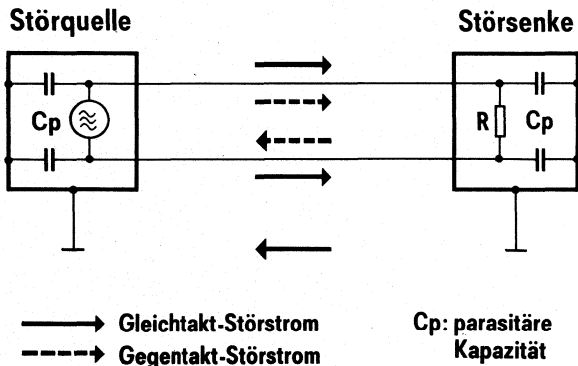 Störquelle
Störsenke
Cp
R
Cp
Gleichtakt-Störstrom
Gegentakt-Störstrom
Cp: parasitäre
Kapazität